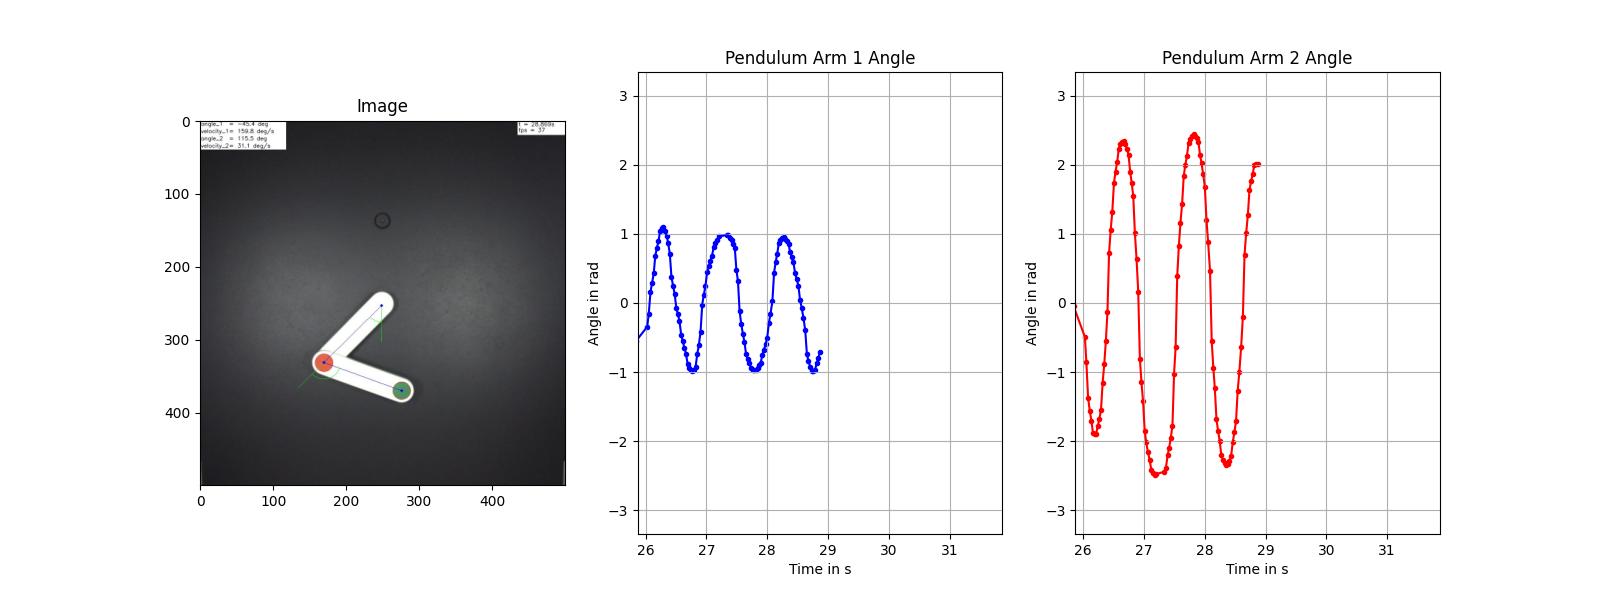 Image
angle_1 = -45.4 deg
velocity_1= 159.8 deg/s
angle_2 = 115.5 deg
velocity_2= 31.1 deg/s
t = 28.869s
fps = 37
0
100
200
300
400
0 100 200 300 400
Pendulum Arm 1 Angle
Angle in rad
3
2
1
0
−1
−2
−3
26 27 28 29 30 31
Time in s
Pendulum Arm 2 Angle
Angle in rad
3
2
1
0
−1
−2
−3
26 27 28 29 30 31
Time in s